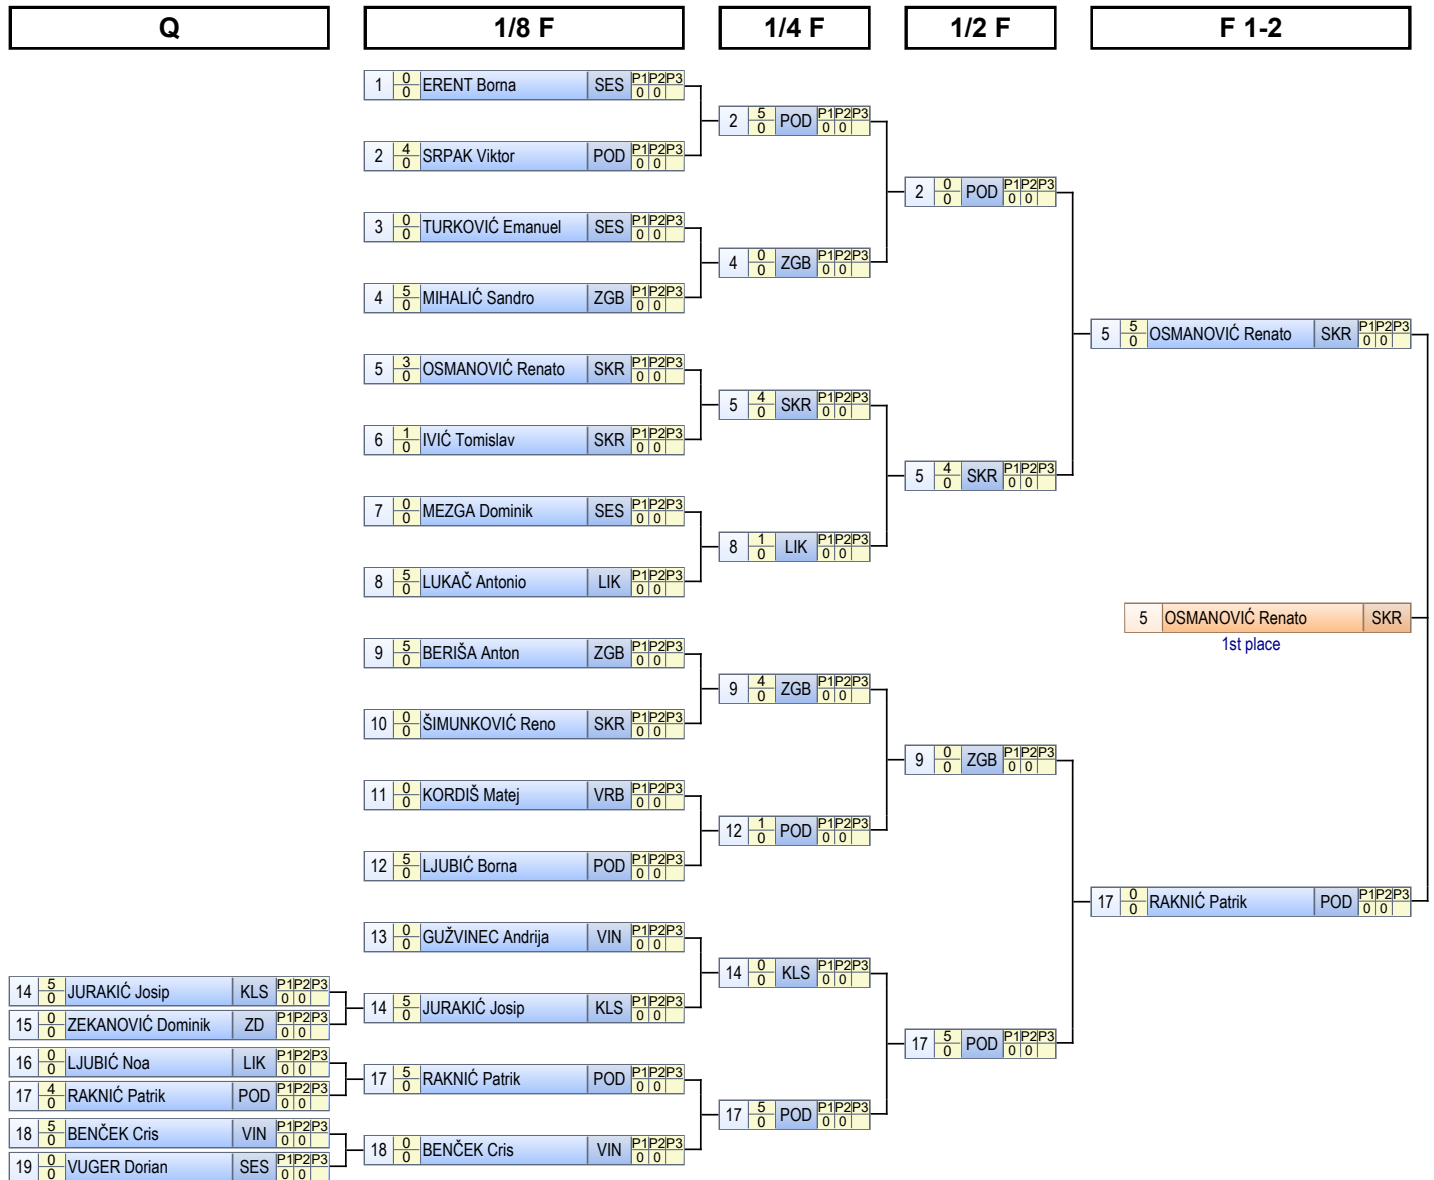 Q 1/8 F 1/4 F 1/2 F F 1-2
1 0 0 ERENT Borna SES P1 P2 P3 0 0
2 5 0 POD P1 P2 P3 0 0
2 4 0 SRPAK Viktor POD P1 P2 P3 0 0
2 0 0 POD P1 P2 P3 0 0
3 0 0 TURKOVIĆ Emanuel SES P1 P2 P3 0 0
4 0 0 ZGB P1 P2 P3 0 0
4 5 0 MIHALIĆ Sandro ZGB P1 P2 P3 0 0
5 5 0 OSMANOVIĆ Renato SKR P1 P2 P3 0 0
5 3 0 OSMANOVIĆ Renato SKR P1 P2 P3 0 0
5 4 0 SKR P1 P2 P3 0 0
6 1 0 IVIĆ Tomislav SKR P1 P2 P3 0 0
5 4 0 SKR P1 P2 P3 0 0
7 0 0 MEZGA Dominik SES P1 P2 P3 0 0
8 1 0 LIK P1 P2 P3 0 0
8 5 0 LUKAČ Antonio LIK P1 P2 P3 0 0
5 OSMANOVIĆ Renato SKR
1st place
9 5 0 BERIŠA Anton ZGB P1 P2 P3 0 0
9 4 0 ZGB P1 P2 P3 0 0
10 0 0 ŠIMUNKOVIĆ Reno SKR P1 P2 P3 0 0
9 0 0 ZGB P1 P2 P3 0 0
11 0 0 KORDIŠ Matej VRB P1 P2 P3 0 0
12 1 0 POD P1 P2 P3 0 0
12 5 0 LJUBIĆ Borna POD P1 P2 P3 0 0
17 0 0 RAKNIĆ Patrik POD P1 P2 P3 0 0
13 0 0 GUŽVINEC Andrija VIN P1 P2 P3 0 0
14 0 0 KLS P1 P2 P3 0 0
14 5 0 JURAKIĆ Josip KLS P1 P2 P3 0 0
14 5 0 JURAKIĆ Josip KLS P1 P2 P3 0 0
15 0 0 ZEKANOVIĆ Dominik ZD P1 P2 P3 0 0
17 5 0 POD P1 P2 P3 0 0
16 0 0 LJUBIĆ Noa LIK P1 P2 P3 0 0
17 5 0 RAKNIĆ Patrik POD P1 P2 P3 0 0
17 4 0 RAKNIĆ Patrik POD P1 P2 P3 0 0
17 5 0 POD P1 P2 P3 0 0
18 5 0 BENČEK Cris VIN P1 P2 P3 0 0
18 0 0 BENČEK Cris VIN P1 P2 P3 0 0
19 0 0 VUGER Dorian SES P1 P2 P3 0 0